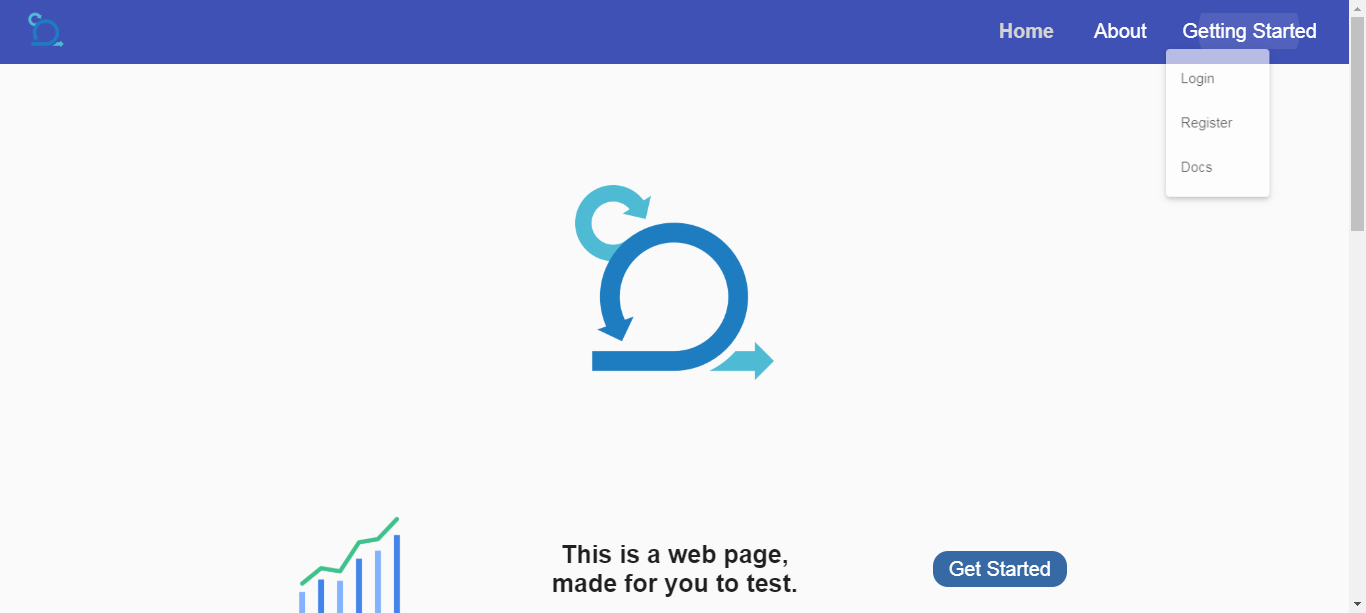 Home
About
Getting Started
Login
Register
Docs
This is a web page,
made for you to test.
Get Started